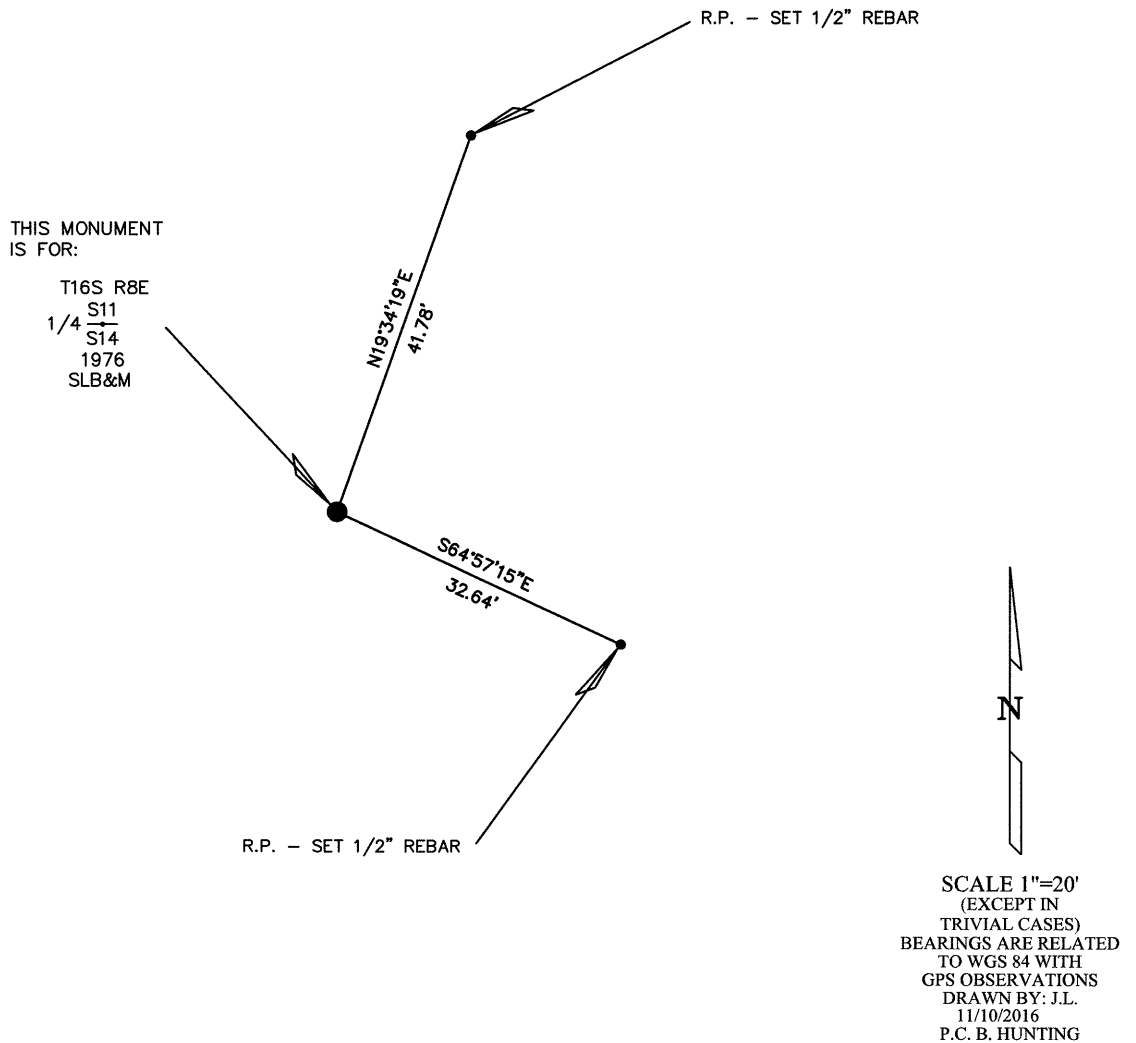 R.P. – SET 1/2" REBAR
THIS MONUMENT
IS FOR:
T16S R8E
1/4 S11
S14
1976
SLB&M
N19°34'19"E
41.78'
S64°57'15"E
32.64'
R.P. – SET 1/2" REBAR
N
SCALE 1"=20'
(EXCEPT IN
TRIVIAL CASES)
BEARINGS ARE RELATED
TO WGS 84 WITH
GPS OBSERVATIONS
DRAWN BY: J.L.
11/10/2016
P.C. B. HUNTING